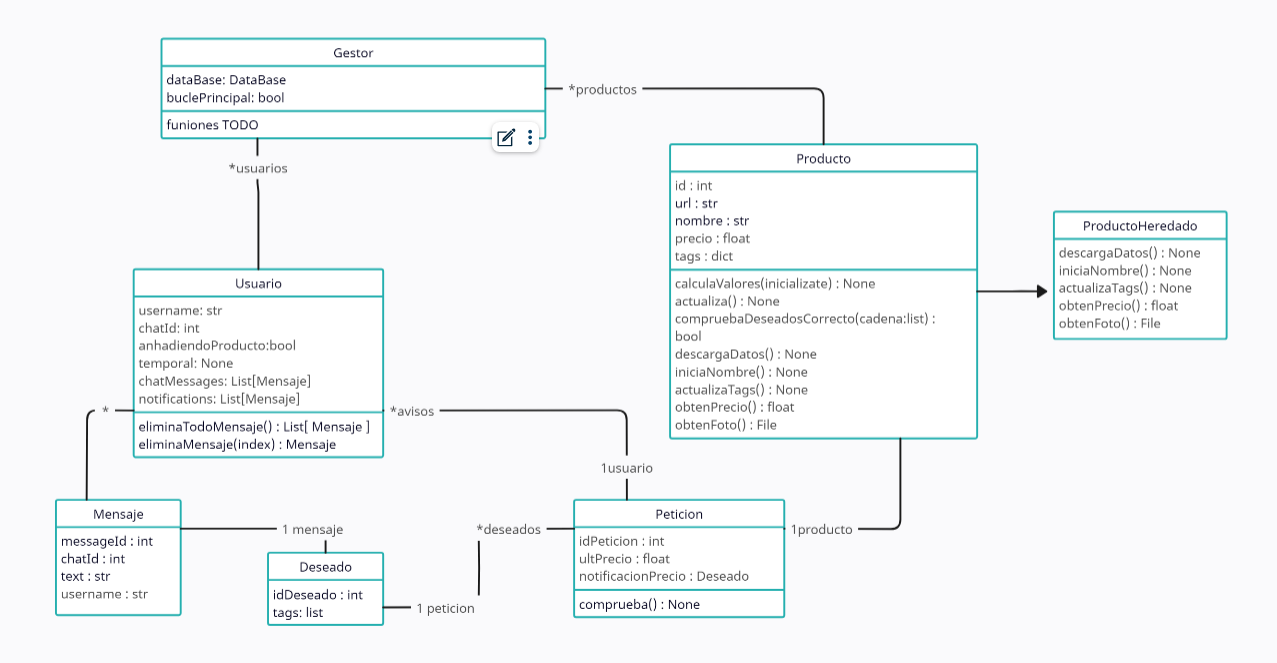 Gestor
dataBase: DataBase
buclePrincipal: bool
funiones TODO
*productos
*usuarios
Producto
id : int
url : str
nombre : str
precio : float
tags : dict
calculaValores(inicializate) : None
actualiza() : None
compruebaDeseadosCorrecto(cadena:list) :
bool
descargaDatos() : None
iniciaNombre() : None
actualizaTags() : None
obtenPrecio() : float
obtenFoto() : File
ProductoHeredado
descargaDatos() : None
iniciaNombre() : None
actualizaTags() : None
obtenPrecio() : float
obtenFoto() : File
Usuario
username: str
chatId: int
anhadiendoProducto:bool
temporal: None
chatMessages: List[Mensaje]
notifications: List[Mensaje]
eliminaTodoMensaje() : List[ Mensaje ]
eliminaMensaje(index) : Mensaje
*
*avisos
1usuario
Mensaje
messageId : int
chatId : int
text : str
username : str
1 mensaje
Deseado
idDeseado : int
tags: list
1 peticion
*deseados
Peticion
idPeticion : int
ultPrecio : float
notificacionPrecio : Deseado
comprueba() : None
1producto